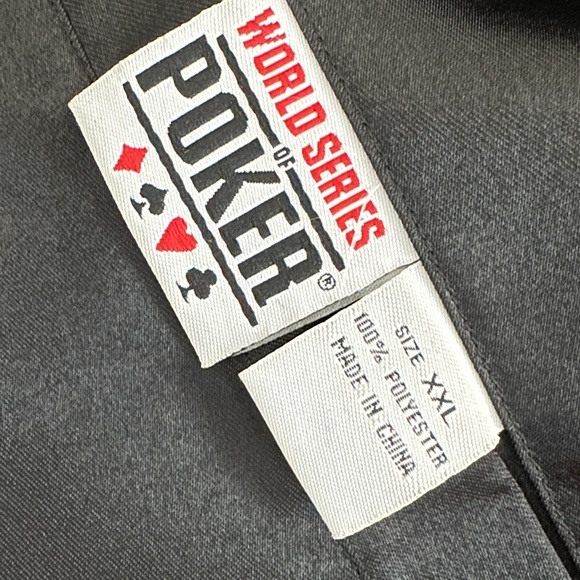 WORLD SERIES
OF
POKER®
SIZE XXL
100% POLYESTER
MADE IN CHINA